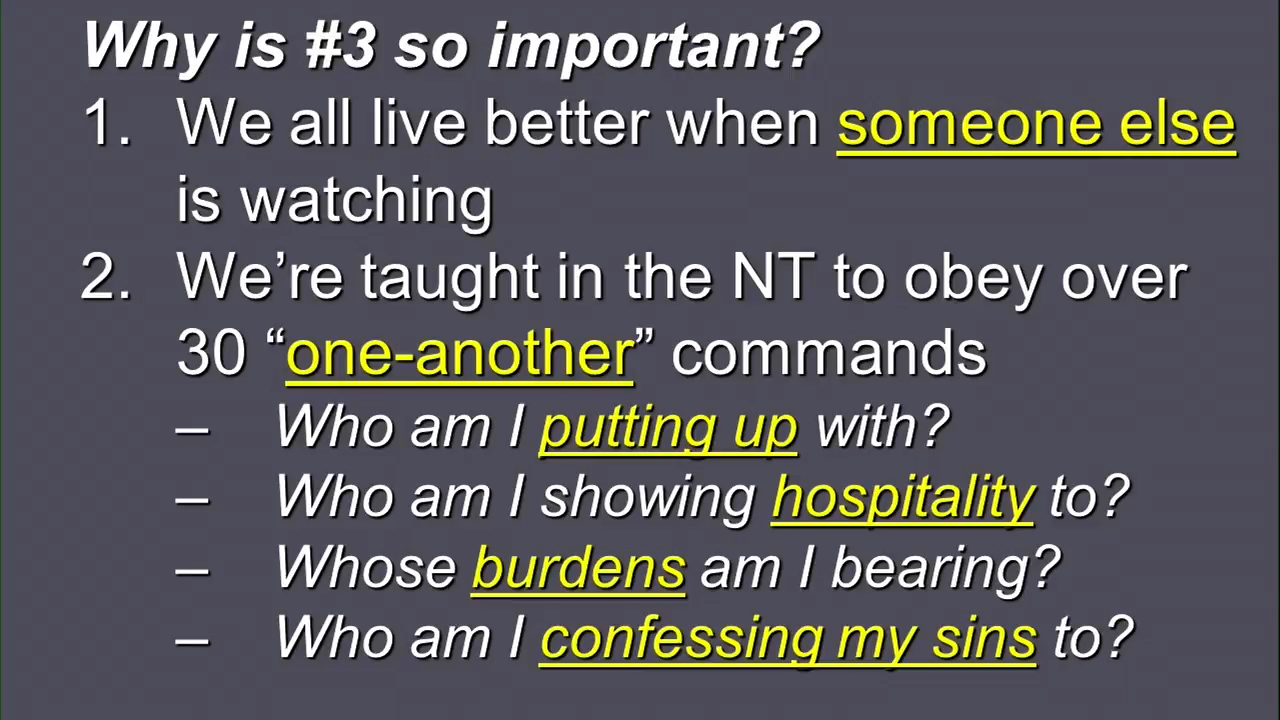 Why is #3 so important?
1. We all live better when someone else
is watching
2. We’re taught in the NT to obey over
30 “one-another” commands
– Who am I putting up with?
– Who am I showing hospitality to?
– Whose burdens am I bearing?
– Who am I confessing my sins to?